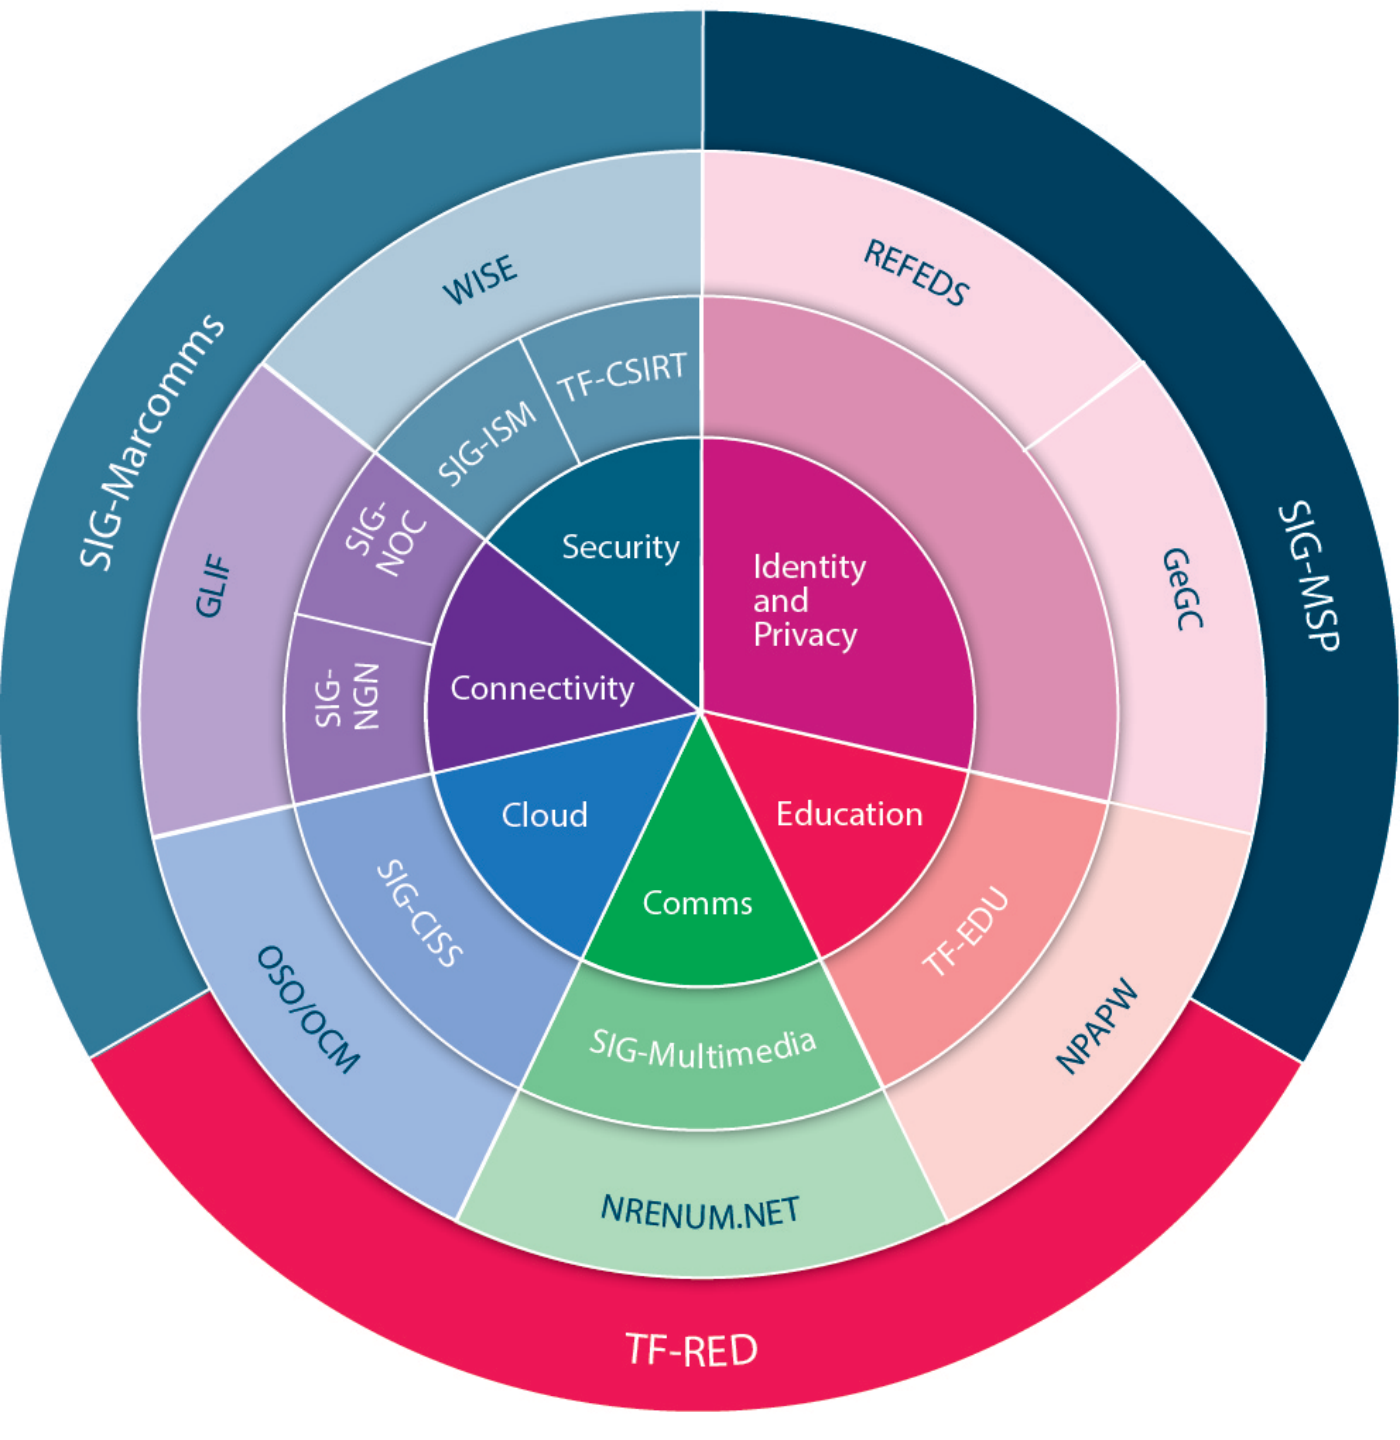 SIG-Marcomms
SIG-MSP
TF-RED
WISE
REFEDS
GeGC
NPAPW
NRENUM.NET
OSO/OCM
GLIF
TF-CSIRT
SIG-ISM
SIG-
NOC
SIG-
NGN
SIG-CISS
SIG-Multimedia
TF-EDU
Security
Identity
and
Privacy
Connectivity
Cloud
Comms
Education